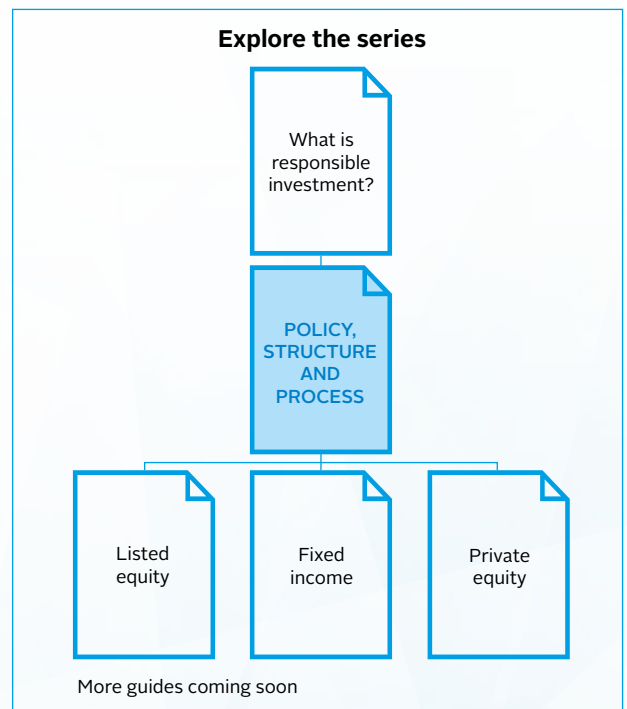 Explore the series
What is
responsible
investment?
POLICY,
STRUCTURE
AND
PROCESS
Listed
equity
Fixed
income
Private
equity
More guides coming soon